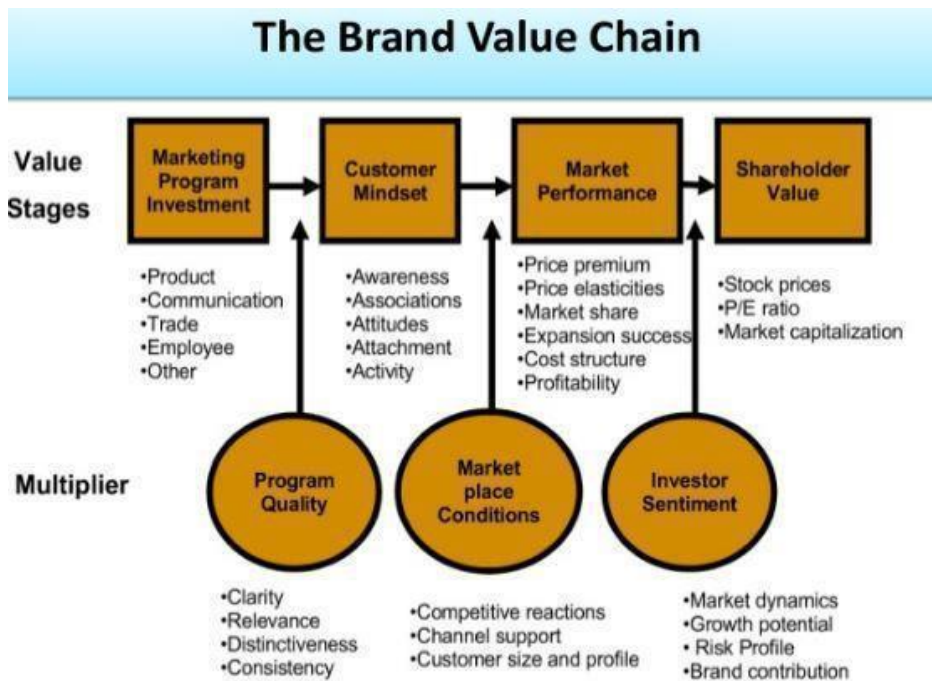 The Brand Value Chain
Value
Stages
Marketing
Program
Investment
Customer
Mindset
Market
Performance
Shareholder
Value
•Product
•Communication
•Trade
•Employee
•Other
•Awareness
•Associations
•Attitudes
•Attachment
•Activity
•Price premium
•Price elasticities
•Market share
•Expansion success
•Cost structure
•Profitability
•Stock prices
•P/E ratio
•Market capitalization
Multiplier
Program
Quality
Market
place
Conditions
Investor
Sentiment
•Clarity
•Relevance
•Distinctiveness
•Consistency
•Competitive reactions
•Channel support
•Customer size and profile
•Market dynamics
•Growth potential
• Risk Profile
•Brand contribution